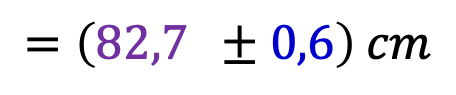 = (82,7 ± 0,6) cm